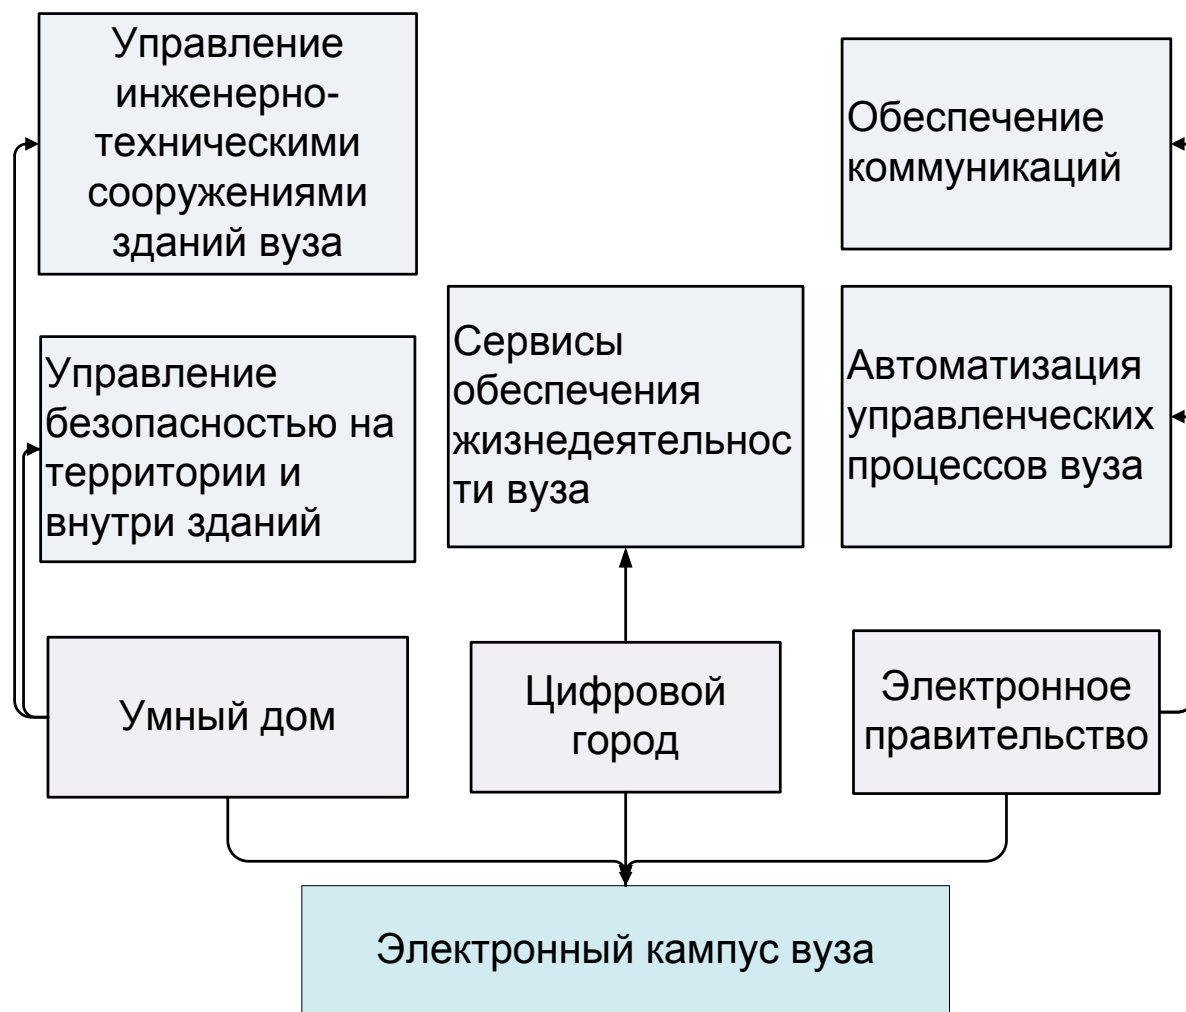 Управление
инженерно-
техническими
сооружениями
зданий вуза
Обеспечение
коммуникаций
Управление
безопасностью на
территории и
внутри зданий
Сервисы
обеспечения
жизнедеятельнос
ти вуза
Автоматизация
управленческих
процессов вуза
Умный дом
Цифровой
город
Электронное
правительство
Электронный кампус вуза